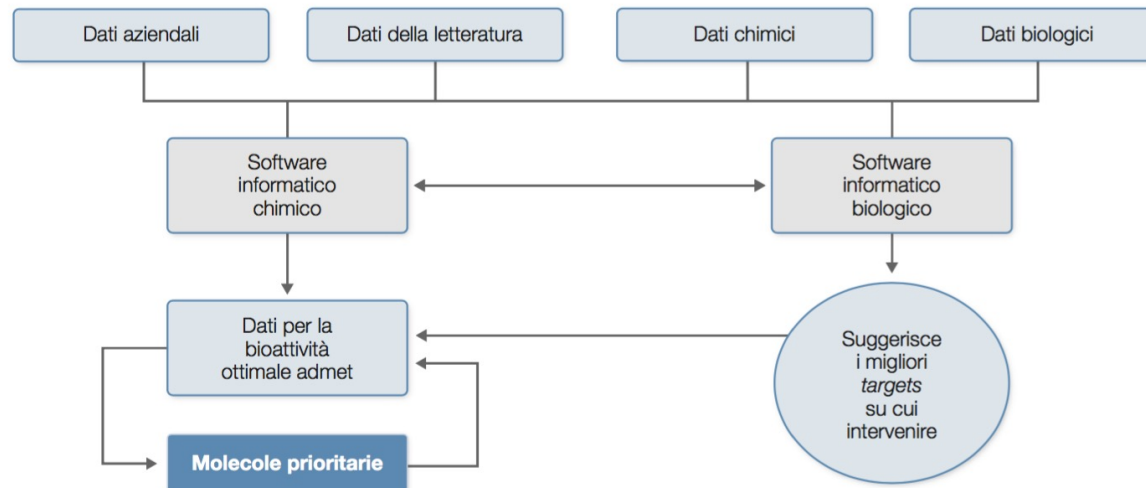 Dati aziendali
Dati della letteratura
Dati chimici
Dati biologici
Software
informatico
chimico
Software
informatico
biologico
Dati per la
bioattività
ottimale admet
Suggerisce
i migliori
targets
su cui
intervenire
Molecole prioritarie